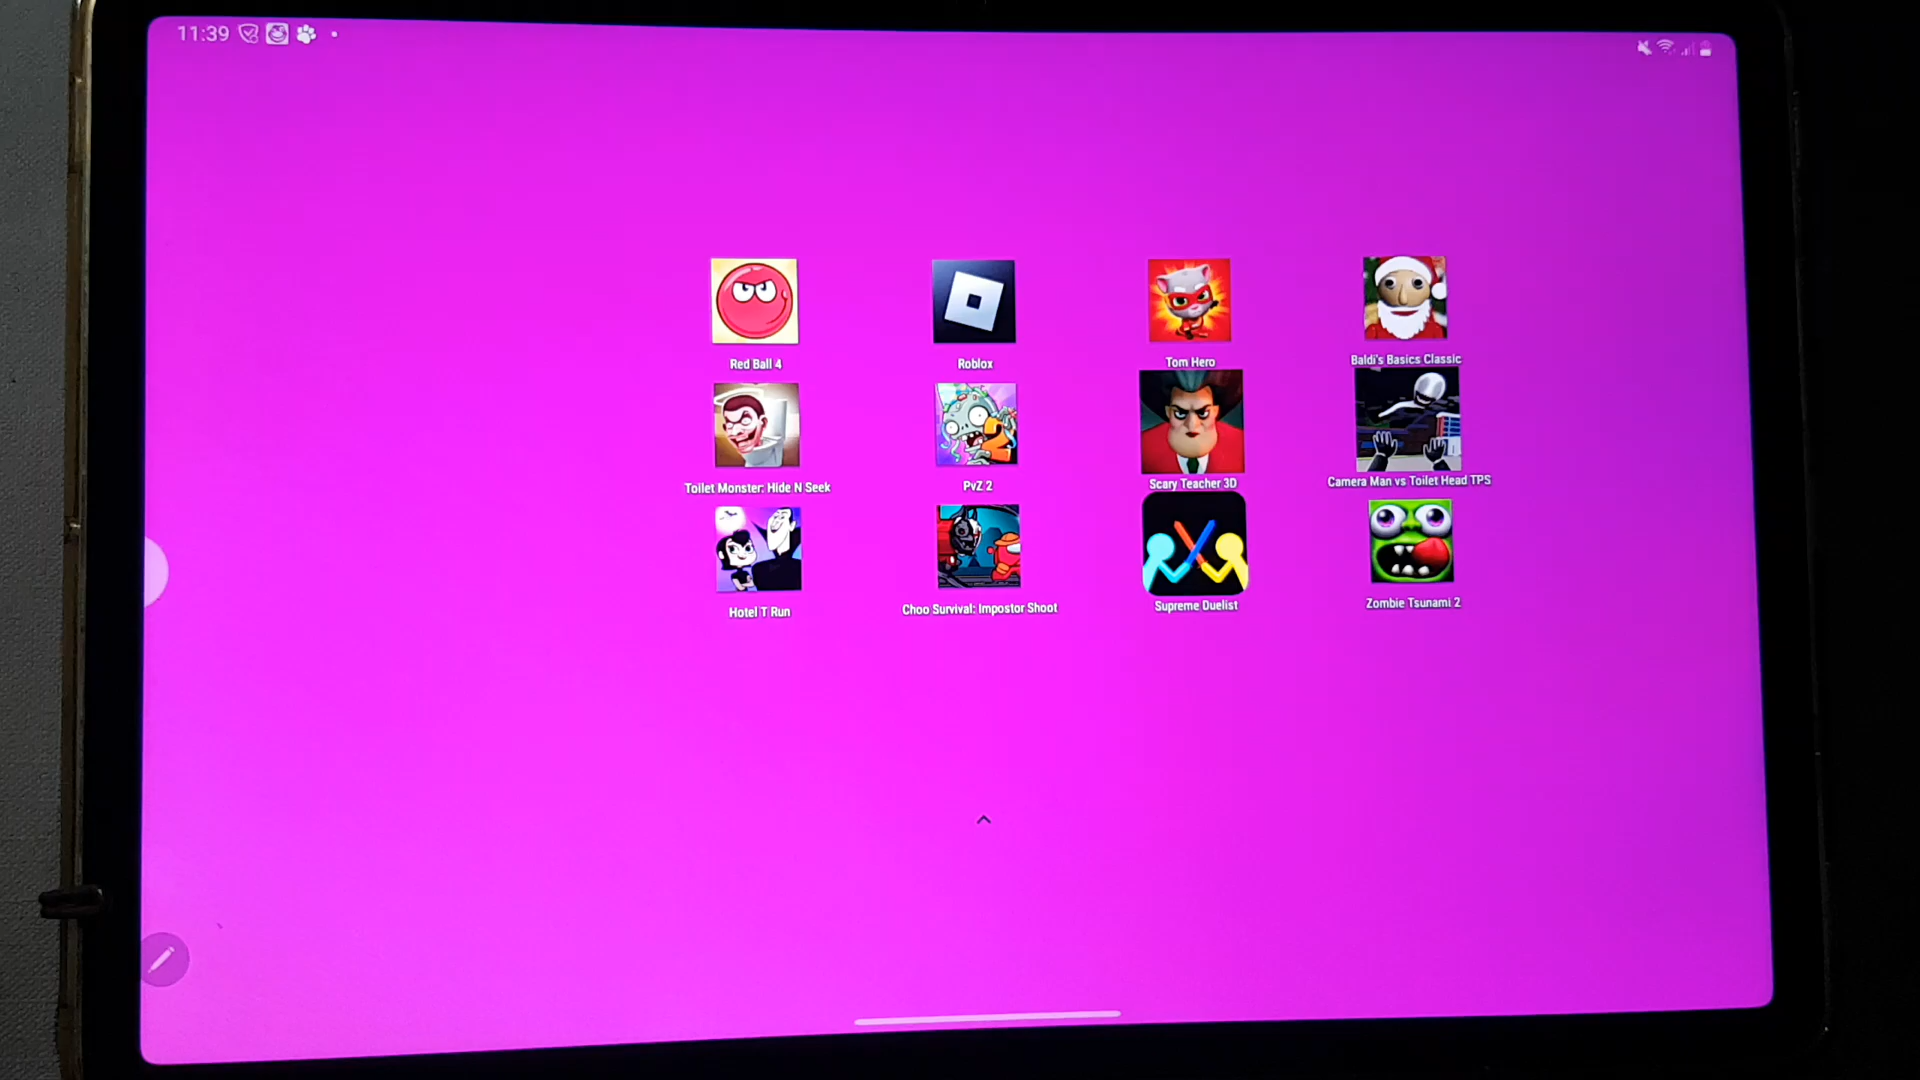 11:39
Red Ball 4
Roblox
Tom Hero
Baldi's Basics Classic
Toilet Monster: Hide N Seek
PvZ 2
Scary Teacher 3D
Camera Man vs Toilet Head TPS
2
Hotel T Run
Choo Survival: Impostor Shoot
Supreme Duelist
Zombie Tsunami 2